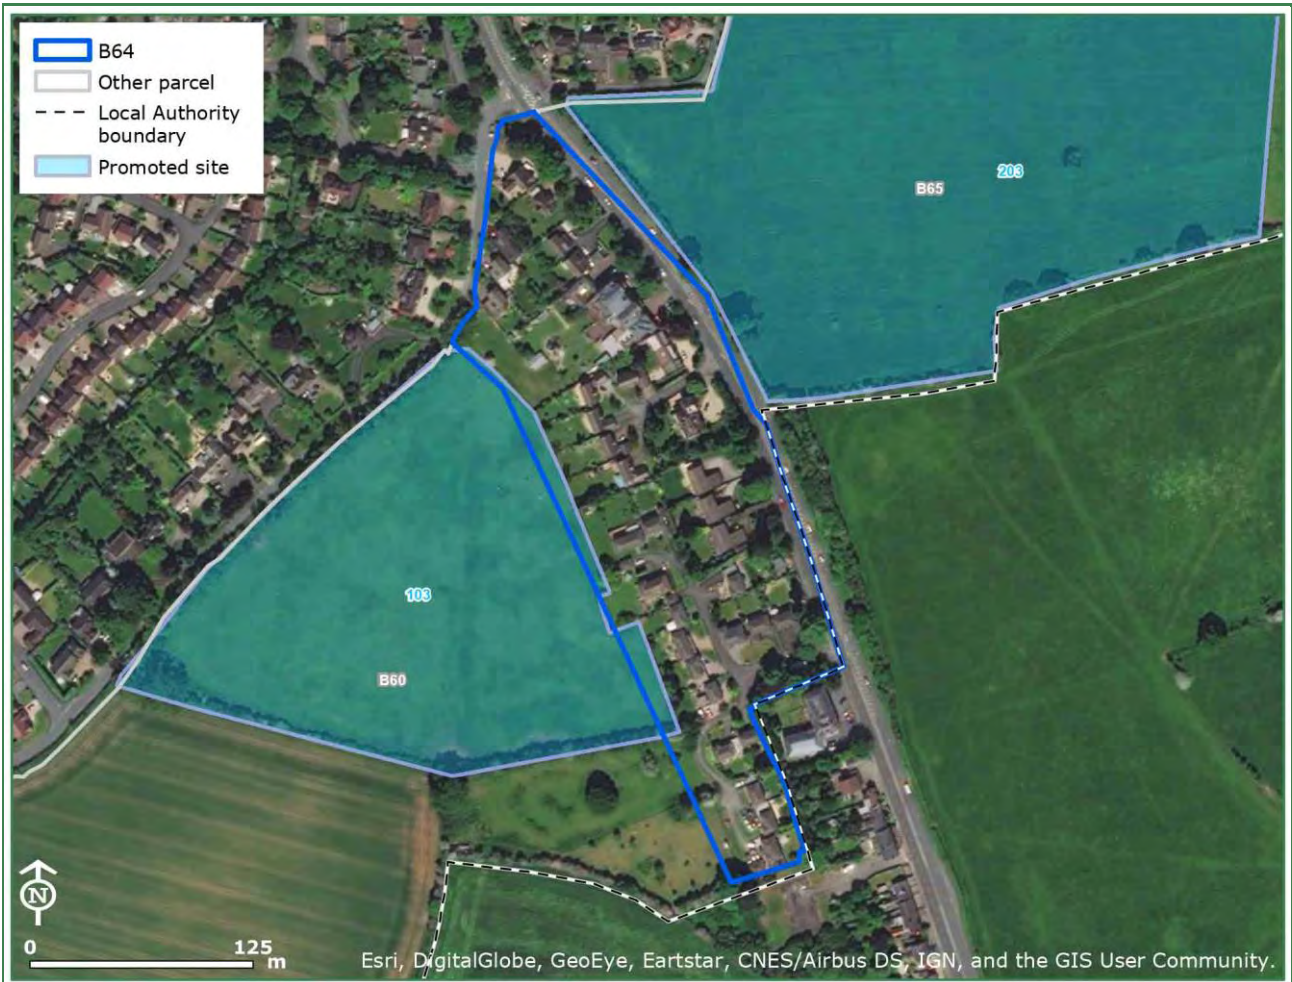 B64
Other parcel
Local Authority
boundary
Promoted site
203
B65
103
B60
N
0 125
m
Esri, DigitalGlobe, GeoEye, Eartstar, CNES/Airbus DS, IGN, and the GIS User Community.